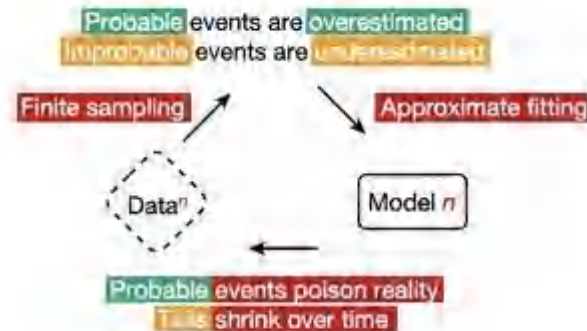 Probable events are overestimated
Improbable events are underestimated
Finite sampling
Approximate fitting
Dataⁿ
Model n
Probable events poison reality
Tails shrink over time